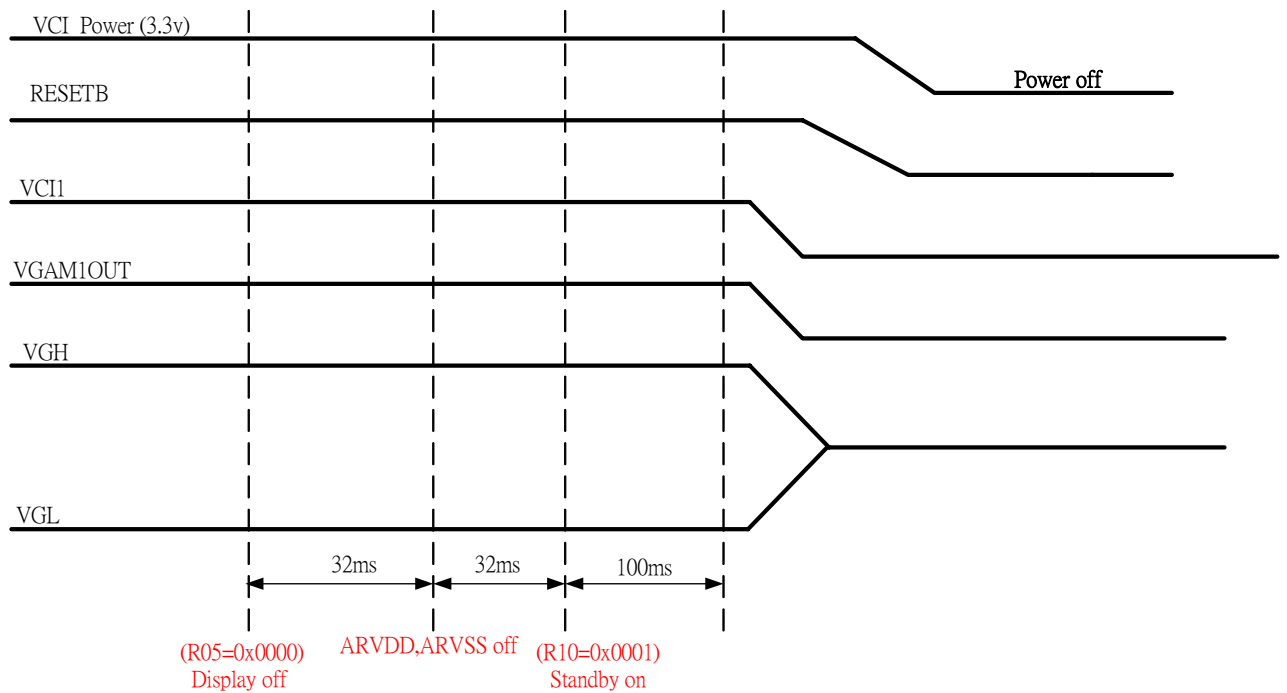 VCI Power (3.3v)
Power off
RESETB
VCI1
VGAM1OUT
VGH
VGL
32ms
32ms
100ms
(R05=0x0000)
Display off
ARVDD,ARVSS off
(R10=0x0001)
Standby on